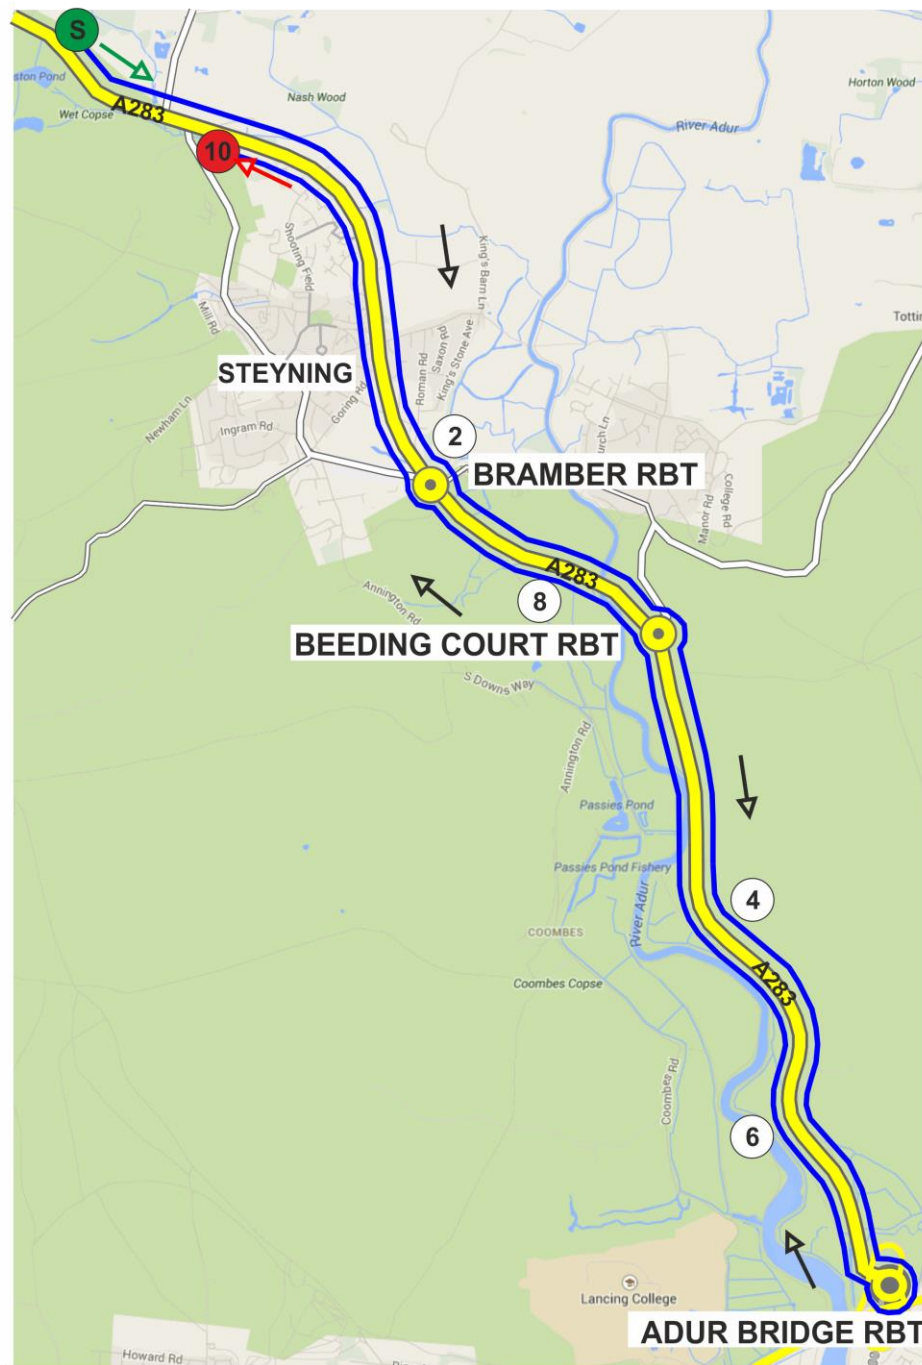 S
ston Pond
Wet Copse
A283
Nash Wood
Horton Wood
River Adur
10
Shooting Field
King's Barn Ln
Mill Rd
Saxon Rd
Roman Rd
King's Stone Ave
Totting
STEYNING
Goring Rd
Newham Ln
Ingram Rd
2
urch Ln
BRAMBER RBT
College Rd
Manor Rd
A283
Annington Rd
8
BEEDING COURT RBT
S Downs Way
Annington Rd
Passies Pond
Passies Pond Fishery
4
River Adur
COOMBES
A283
Coombes Copse
Coombes Rd
6
Lancing College
ADUR BRIDGE RBT
Howard Rd